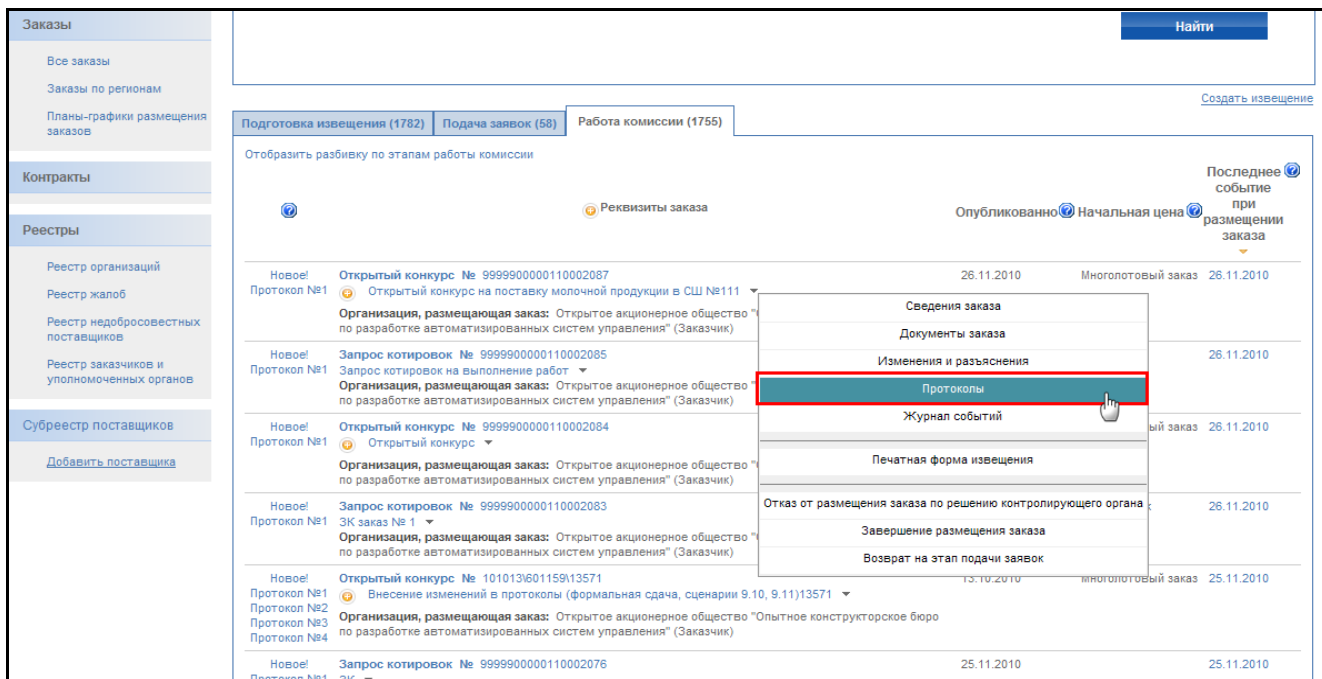 Заказы
Все заказы
Заказы по регионам
Планы-графики размещения
заказов
Контракты
Реестры
Реестр организаций
Реестр жалоб
Реестр недобросовестных
поставщиков
Реестр заказчиков и
уполномоченных органов
Субреестр поставщиков
Добавить поставщика
Найти
Создать извещение
Подготовка извещения (1782) Подача заявок (58) Работа комиссии (1755)
Отобразить разбивку по этапам работы комиссии
Реквизиты заказа
Опубликованно Начальная цена
Последнее
событие
при
размещении
заказа
Новое! Открытый конкурс № 9999900000110002087 26.11.2010 Многолотовый заказ 26.11.2010
Протокол №1 Открытый конкурс на поставку молочной продукции в СШ №111
Организация, размещающая заказ: Открытое акционерное общество
по разработке автоматизированных систем управления" (Заказчик)
Новое! Запрос котировок № 9999900000110002085 26.11.2010
Протокол №1 Запрос котировок на выполнение работ
Организация, размещающая заказ: Открытое акционерное общество
по разработке автоматизированных систем управления" (Заказчик)
Новое! Открытый конкурс № 9999900000110002084 ый заказ 26.11.2010
Протокол №1 Открытый конкурс
Организация, размещающая заказ: Открытое акционерное общество
по разработке автоматизированных систем управления" (Заказчик)
Новое! Запрос котировок № 9999900000110002083 26.11.2010
Протокол №1 ЗК заказ № 1
Организация, размещающая заказ: Открытое акционерное общество
по разработке автоматизированных систем управления" (Заказчик)
Сведения заказа
Документы заказа
Изменения и разъяснения
Протоколы
Журнал событий
Печатная форма извещения
Отказ от размещения заказа по решению контролирующего органа
Завершение размещения заказа
Возврат на этап подачи заявок
Новое! Открытый конкурс № 101013\601159\13571 13.10.2010 Многолотовый заказ 25.11.2010
Протокол №1 Внесение изменений в протоколы (формальная сдача, сценарии 9.10, 9.11)13571
Протокол №2
Протокол №3 Организация, размещающая заказ: Открытое акционерное общество "Опытное конструкторское бюро
Протокол №4 по разработке автоматизированных систем управления" (Заказчик)
Новое! Запрос котировок № 9999900000110002076 25.11.2010 25.11.2010
Протокол №1 ЗК